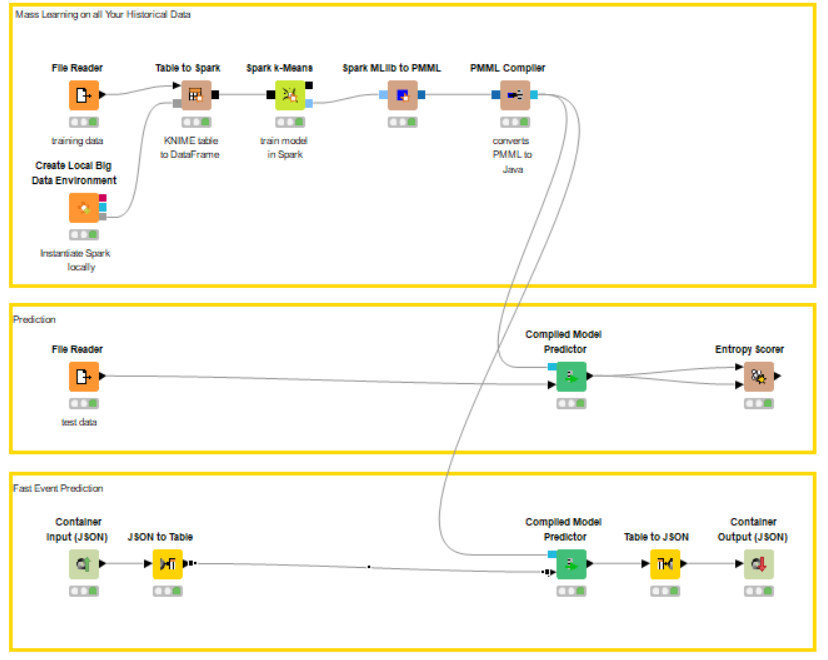 Mass Learning on all Your Historical Data
File Reader
Table to Spark
Spark k-Means
Spark MLlib to PMML
PMML Compiler
training data
KNIME table
to DataFrame
train model
in Spark
converts
PMML to
Java
Create Local Big
Data Environment
Instantiate Spark
locally
Prediction
File Reader
Compiled Model
Predictor
Entropy Scorer
test data
Fast Event Prediction
Container
Input (JSON)
JSON to Table
Compiled Model
Predictor
Table to JSON
Container
Output (JSON)